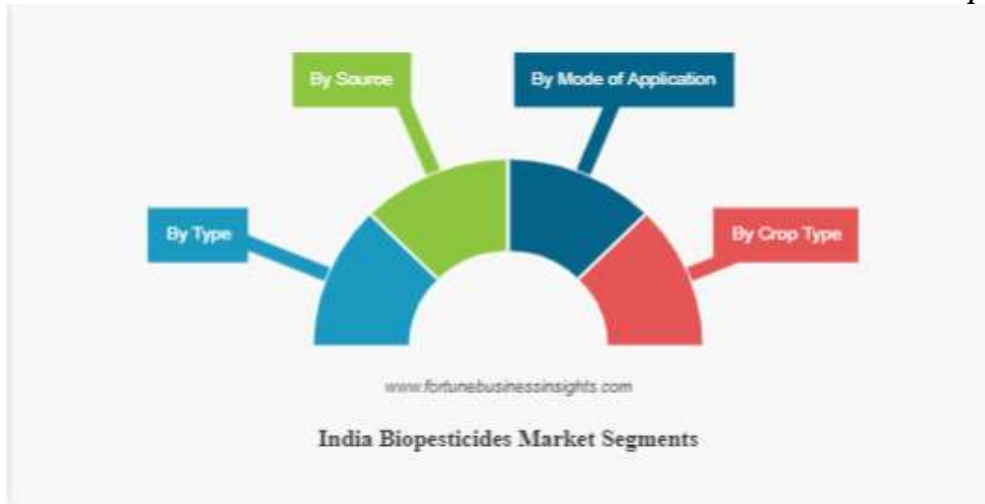 By Source
By Mode of Application
By Type
By Crop Type
www.fortunebusinessinsights.com
India Biopesticides Market Segments